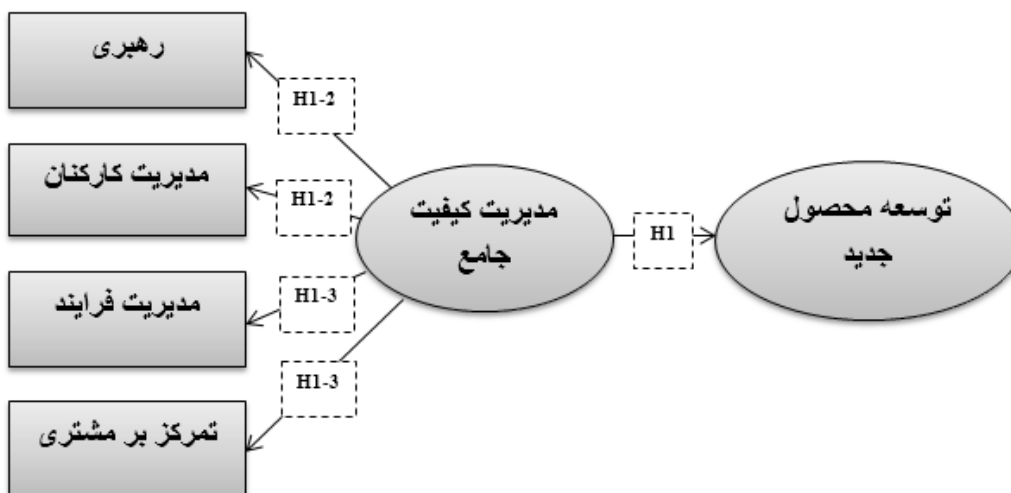 رهبری
H1-2
مدیریت کارکنان
H1-2
مدیریت کیفیت
جامع
H1
توسعه محصول
جدید
مدیریت فرایند
H1-3
تمرکز بر مشتری
H1-3